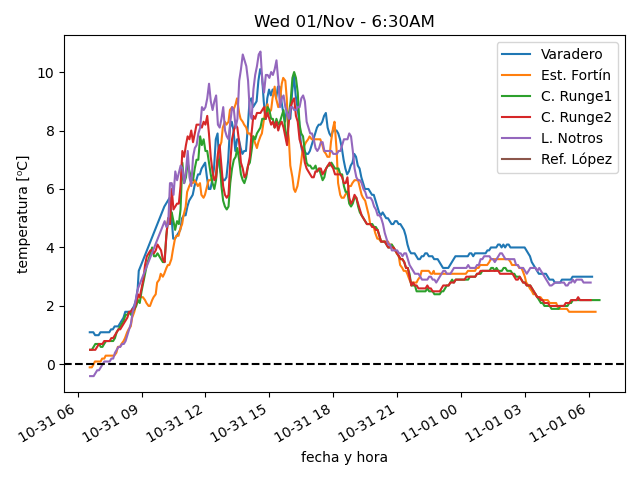 Wed 01/Nov - 6:30AM
temperatura [ºC]
10
8
6
4
2
0
Varadero
Est. Fortín
C. Runge1
C. Runge2
L. Notros
Ref. López
10-31 06
10-31 09
10-31 12
10-31 15
10-31 18
10-31 21
11-01 00
11-01 03
11-01 06
fecha y hora